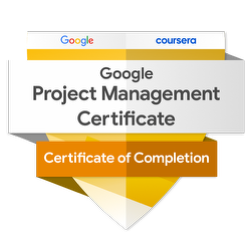 Google coursera
Google
Project Management
Certificate
Certificate of Completion